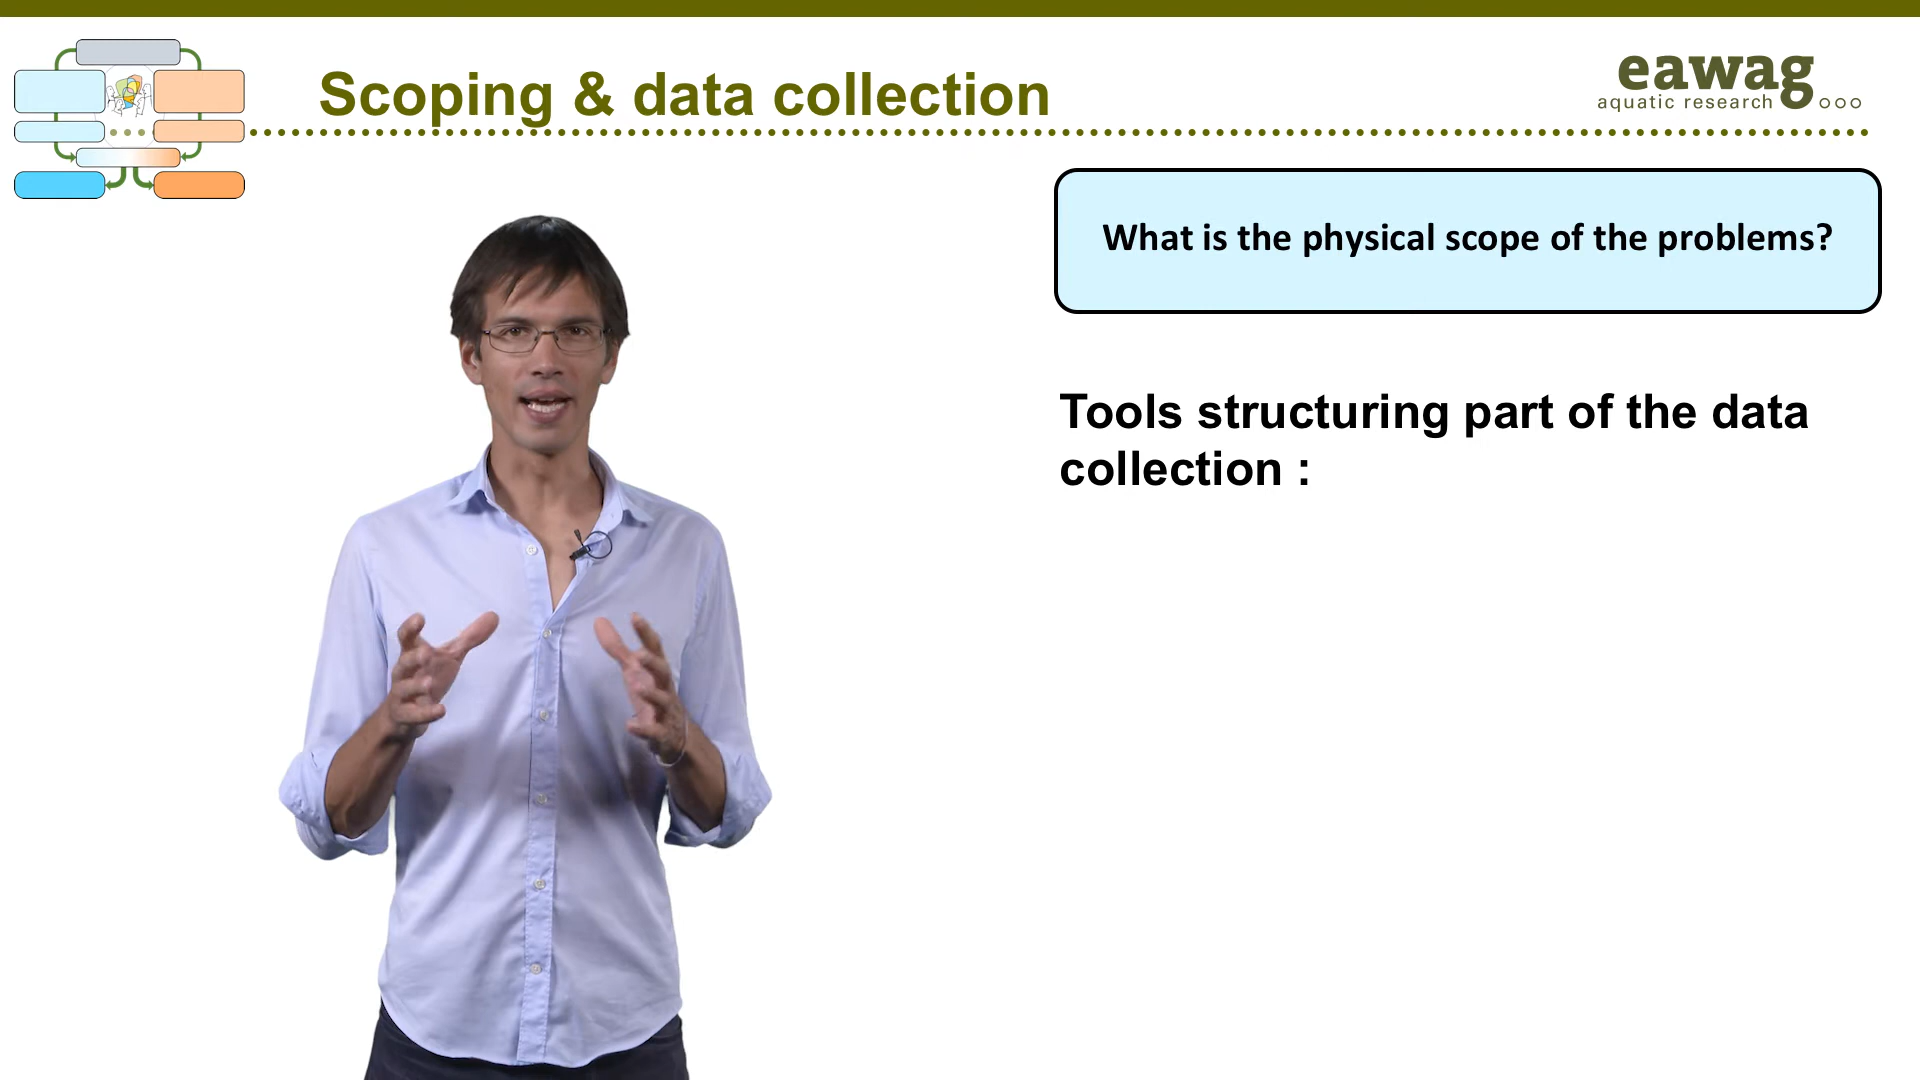 Scoping & data collection
eawag
aquatic research
What is the physical scope of the problems?
Tools structuring part of the data
collection :